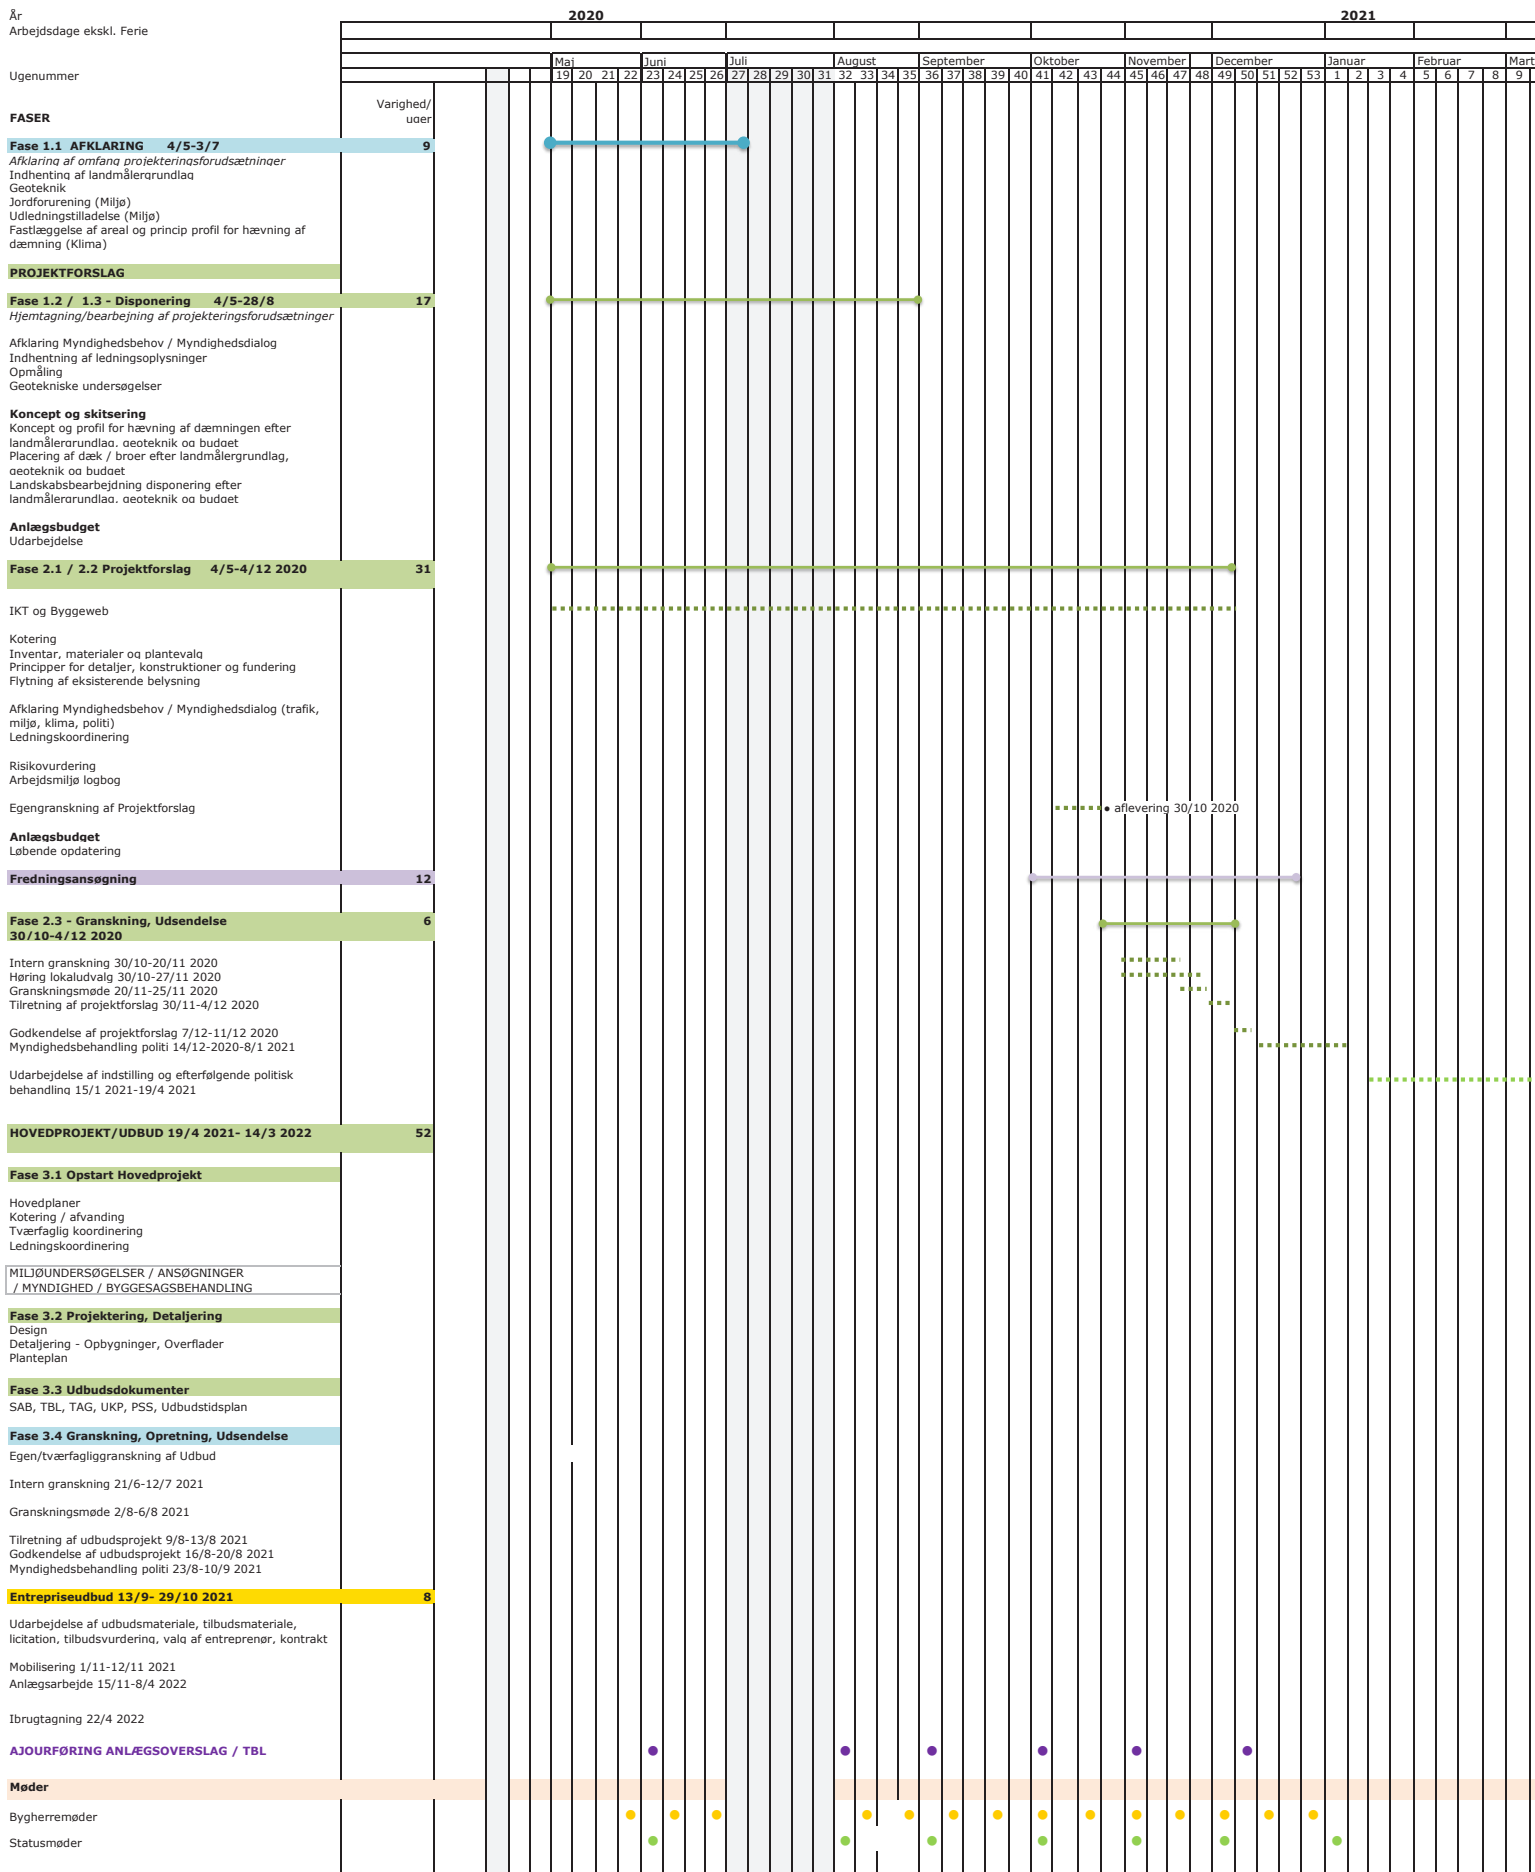 År
2020 2021
Arbejdsdage ekskl. Ferie
Maj Juni Juli August September Oktober November December Januar Februar Mart
Ugenummer 19 20 21 22 23 24 25 26 27 28 29 30 31 32 33 34 35 36 37 38 39 40 41 42 43 44 45 46 47 48 49 50 51 52 53 1 2 3 4 5 6 7 8 9
Varighed/
FASER uger
Fase 1.1 AFKLARING 4/5-3/7 9
Afklaring af omfang projekteringsforudsætninger
Indhenting af landmålergrundlag
Geoteknik
Jordforurening (Miljø)
Udledningstilladelse (Miljø)
Fastlæggelse af areal og princip profil for hævning af
dæmning (Klima)
PROJEKTFORSLAG
Fase 1.2 / 1.3 - Disponering 4/5-28/8 17
Hjemtagning/bearbejning af projekteringsforudsætninger
Afklaring Myndighedsbehov / Myndighedsdialog
Indhentning af ledningsoplysninger
Opmåling
Geotekniske undersøgelser
Koncept og skitsering
Koncept og profil for hævning af dæmningen efter
landmålergrundlag, geoteknik og budget
Placering af dæk / broer efter landmålergrundlag,
geoteknik og budget
Landskabsbearbejdning disponering efter
landmålergrundlag, geoteknik og budget
Anlægsbudget
Udarbejdelse
Fase 2.1 / 2.2 Projektforslag 4/5-4/12 2020 31
IKT og Byggeweb
Kotering
Inventar, materialer og plantevalg
Principper for detaljer, konstruktioner og fundering
Flytning af eksisterende belysning
Afklaring Myndighedsbehov / Myndighedsdialog (trafik,
miljø, klima, politi)
Ledningskoordinering
Risikovurdering
Arbejdsmiljø logbog
Egengranskning af Projektforslag • aflevering 30/10 2020
Anlægsbudget
Løbende opdatering
Fredningsansøgning 12
Fase 2.3 - Granskning, Udsendelse 6
30/10-4/12 2020
Intern granskning 30/10-20/11 2020
Høring lokaludvalg 30/10-27/11 2020
Granskningsmøde 20/11-25/11 2020
Tilretning af projektforslag 30/11-4/12 2020
Godkendelse af projektforslag 7/12-11/12 2020
Myndighedsbehandling politi 14/12-2020-8/1 2021
Udarbejdelse af indstilling og efterfølgende politisk
behandling 15/1 2021-19/4 2021
HOVEDPROJEKT/UDBUD 19/4 2021- 14/3 2022 52
Fase 3.1 Opstart Hovedprojekt
Hovedplaner
Kotering / afvanding
Tværfaglig koordinering
Ledningskoordinering
MILJØUNDERSØGELSER / ANSØGNINGER
/ MYNDIGHED / BYGGESAGSBEHANDLING
Fase 3.2 Projektering, Detaljering
Design
Detaljering - Opbygninger, Overflader
Planteplan
Fase 3.3 Udbudsdokumenter
SAB, TBL, TAG, UKP, PSS, Udbudstidsplan
Fase 3.4 Granskning, Opretning, Udsendelse
Egen/tværfagliggranskning af Udbud
Intern granskning 21/6-12/7 2021
Granskningsmøde 2/8-6/8 2021
Tilretning af udbudsprojekt 9/8-13/8 2021
Godkendelse af udbudsprojekt 16/8-20/8 2021
Myndighedsbehandling politi 23/8-10/9 2021
Entrepriseudbud 13/9- 29/10 2021 8
Udarbejdelse af udbudsmateriale, tilbudsmateriale,
licitation, tilbudsvurdering, valg af entreprenør, kontrakt
Mobilisering 1/11-12/11 2021
Anlægsarbejde 15/11-8/4 2022
Ibrugtagning 22/4 2022
AJOURFØRING ANLÆGSOVERSLAG / TBL
Møder
Bygherremøder
Statusmøder